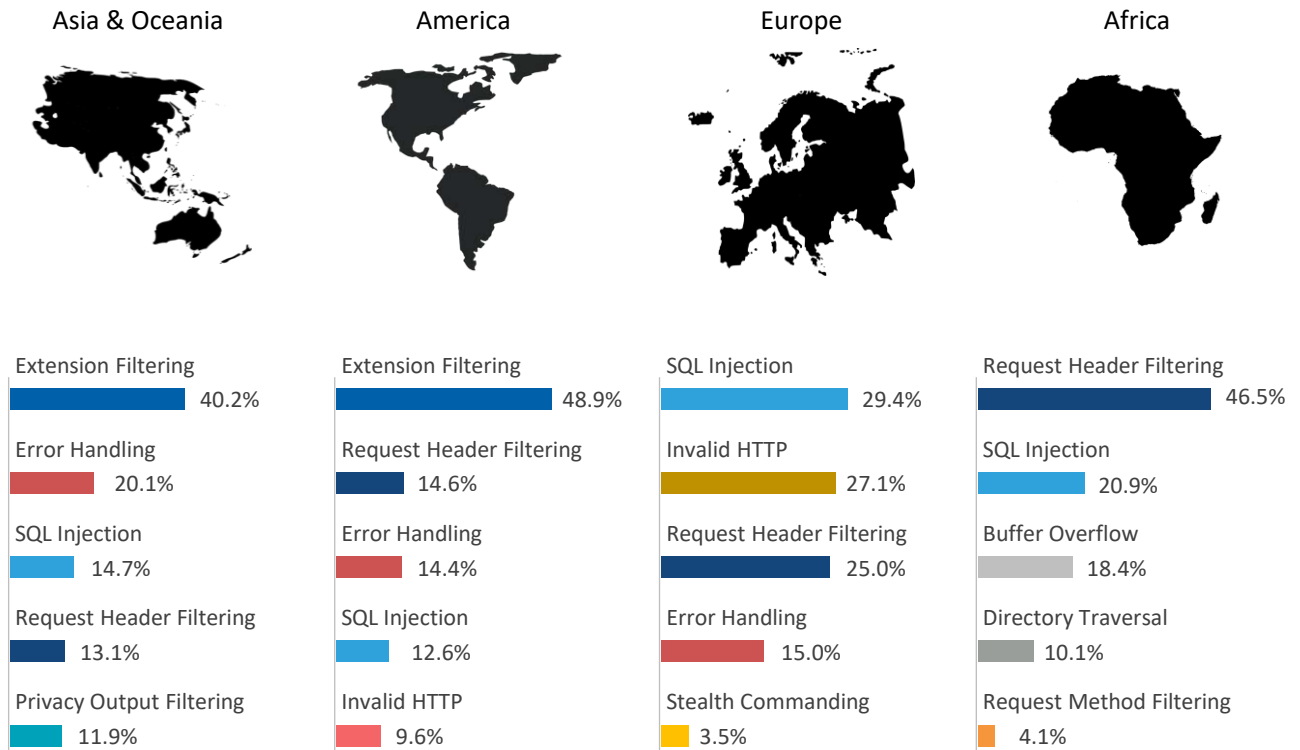 Asia & Oceania
America
Europe
Africa
Extension Filtering
40.2%
Error Handling
20.1%
SQL Injection
14.7%
Request Header Filtering
13.1%
Privacy Output Filtering
11.9%
Extension Filtering
48.9%
Request Header Filtering
14.6%
Error Handling
14.4%
SQL Injection
12.6%
Invalid HTTP
9.6%
SQL Injection
29.4%
Invalid HTTP
27.1%
Request Header Filtering
25.0%
Error Handling
15.0%
Stealth Commanding
3.5%
Request Header Filtering
46.5%
SQL Injection
20.9%
Buffer Overflow
18.4%
Directory Traversal
10.1%
Request Method Filtering
4.1%